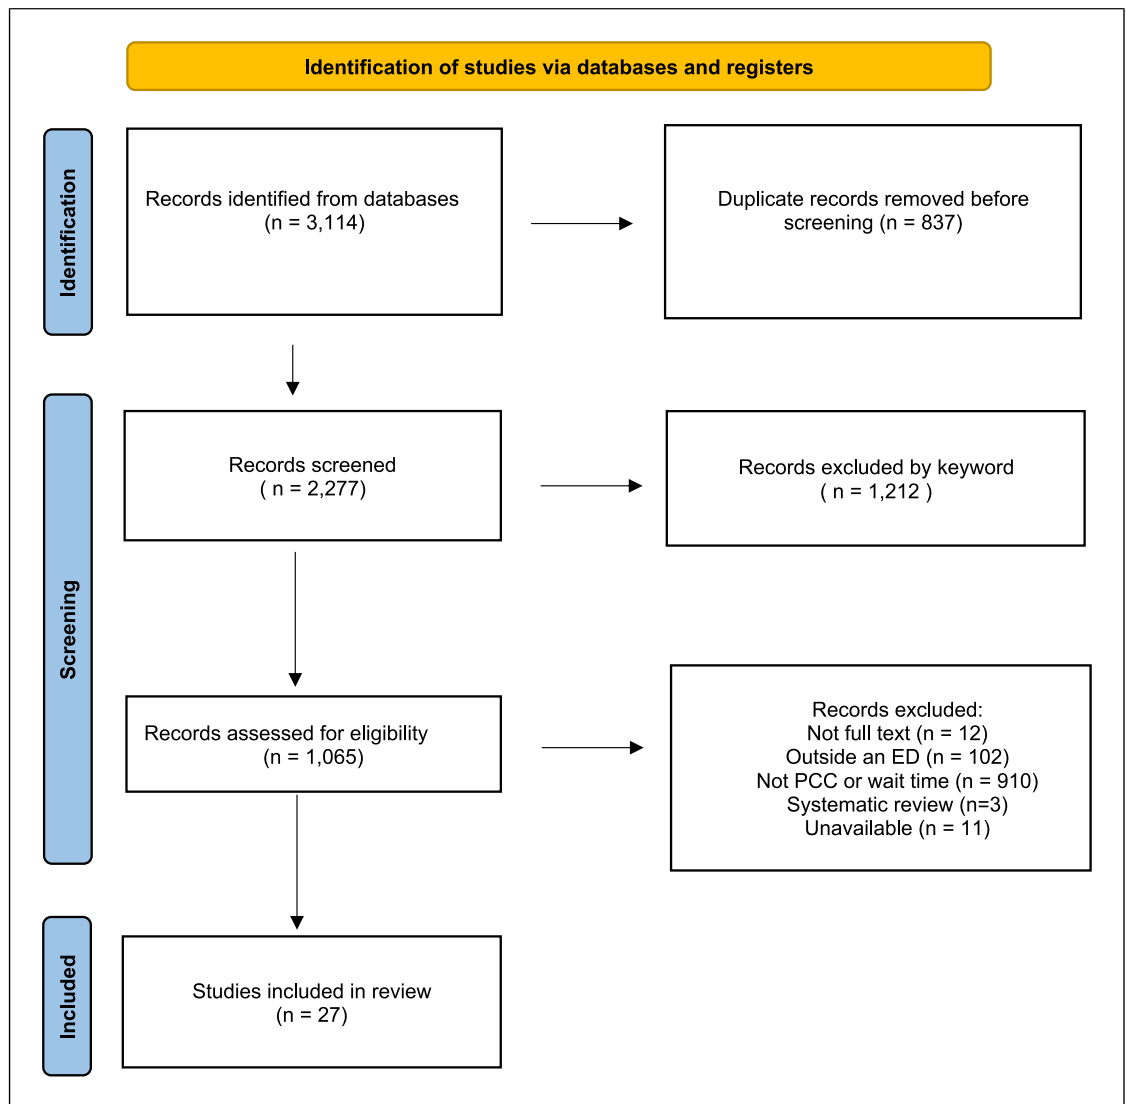 Identification of studies via databases and registers
Identification
Records identified from databases
(n = 3,114)
Duplicate records removed before
screening (n = 837)
Screening
Records screened
( n = 2,277)
Records excluded by keyword
( n = 1,212 )
Records assessed for eligibility
(n = 1,065)
Records excluded:
Not full text (n = 12)
Outside an ED (n = 102)
Not PCC or wait time (n = 910)
Systematic review (n=3)
Unavailable (n = 11)
Included
Studies included in review
(n = 27)